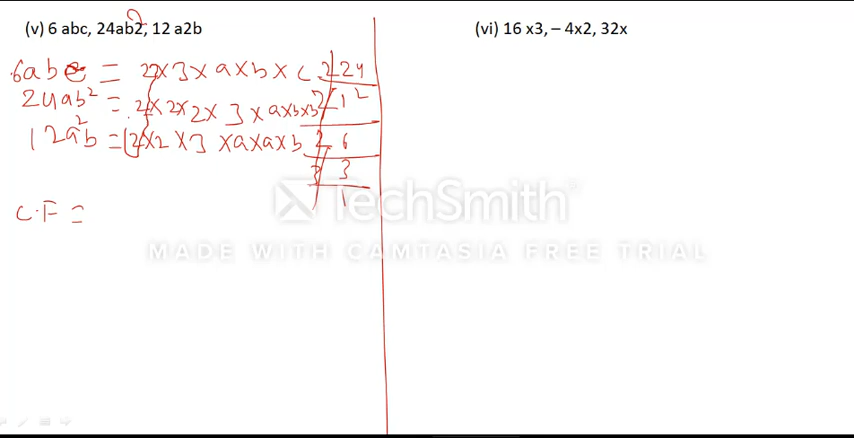 (v) 6 abc, 24ab2, 12 a2b
6abc = 2×3×a×b×c
24ab² = 2×2×2×3×a×b×b
12a²b = 2×2×3×a×a×b
C.F =
2 24
2 12
2 6
3 3
1
(vi) 16 x3, – 4x2, 32x
TechSmith®
MADE WITH CAMTASIA FREE TRIAL